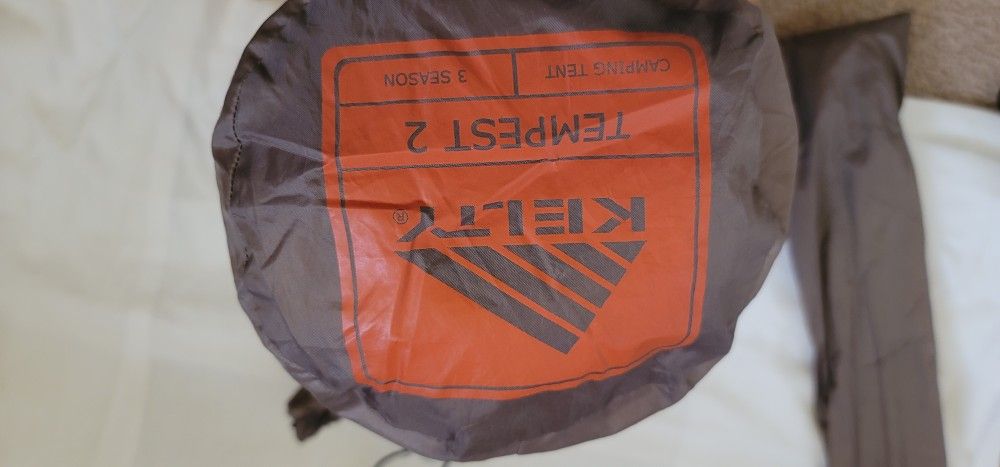 KELTY®
TEMPEST 2
CAMPING TENT
3 SEASON